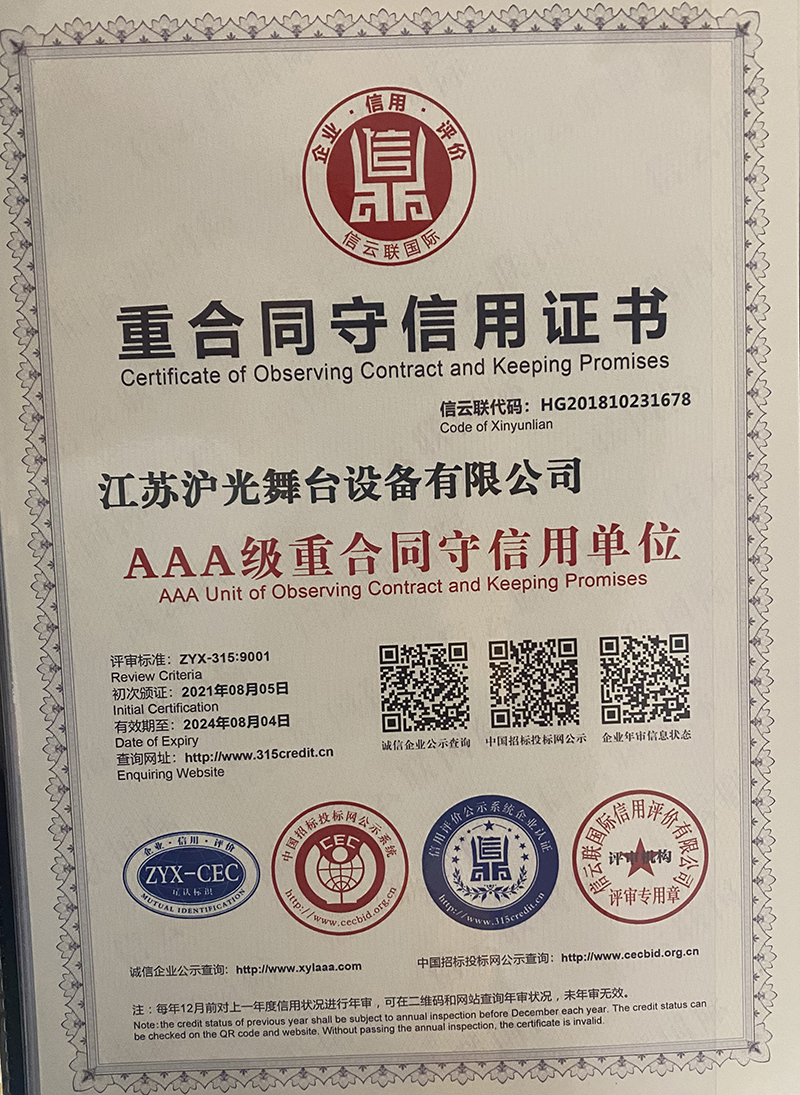 企业·信用·评价
信
信云联国际
重合同守信用证书
Certificate of Observing Contract and Keeping Promises
信云联代码：HG201810231678
Code of Xinyunlian
江苏沪光舞台设备有限公司
AAA级重合同守信用单位
AAA Unit of Observing Contract and Keeping Promises
评审标准：ZYX-315:9001
Review Criteria
初次颁证：2021年08月05日
Initial Certification
有效期至：2024年08月04日
Date of Expiry
查询网址：http://www.315credit.cn
Enquiring Website
诚信企业公示查询
中国招标投标网公示
企业年审信息状态
企业·信用·评价
ZYX-CEC
互认标识
MUTUAL IDENTIFICATION
中国招标投标网公示系统
CEC
http://www.cecbid.org.cn
信用评价公示系统企业认证
信
http://www.315credit.cn
信云联国际信用评价有限公司
评审机构
评审专用章
诚信企业公示查询：http://www.xylaaa.com
中国招标投标网公示查询：http://www.cecbid.org.cn
注：每年12月前对上一年度信用状况进行年审，可在二维码和网站查询年审状况，未年审无效。
Note: the credit status of previous year shall be subject to annual inspection before December each year. The credit status can
be checked on the QR code and website. Without passing the annual inspection, the certificate is invalid.